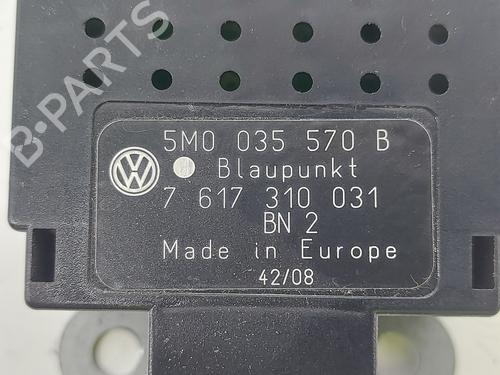 B-PARTS
5M0 035 570 B
Blaupunkt
7 617 310 031
BN 2
Made in Europe
42/08